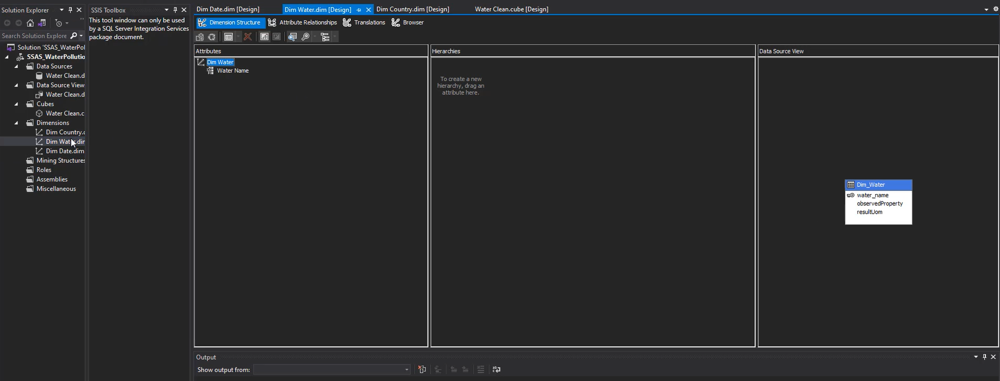 Solution Explorer
Search Solution Explore
Solution 'SSAS_WaterPol
SSAS_WaterPollutio
Data Sources
Water Clean.d
Data Source Views
Water Clean.d
Cubes
Water Clean.c
Dimensions
Dim Country.d
Dim Water.dim
Dim Date.dim
Mining Structures
Roles
Assemblies
Miscellaneous
SSIS Toolbox
This tool window can only be used
by a SQL Server Integration Services
package document.
Dim Date.dim [Design] Dim Water.dim [Design] Dim Country.dim [Design] Water Clean.cube [Design]
Dimension Structure Attribute Relationships Translations Browser
Attributes
Dim Water
Water Name
Hierarchies
To create a new
hierarchy, drag an
attribute here.
Data Source View
Dim_Water
water_name
observedProperty
resultUom
Output
Show output from: